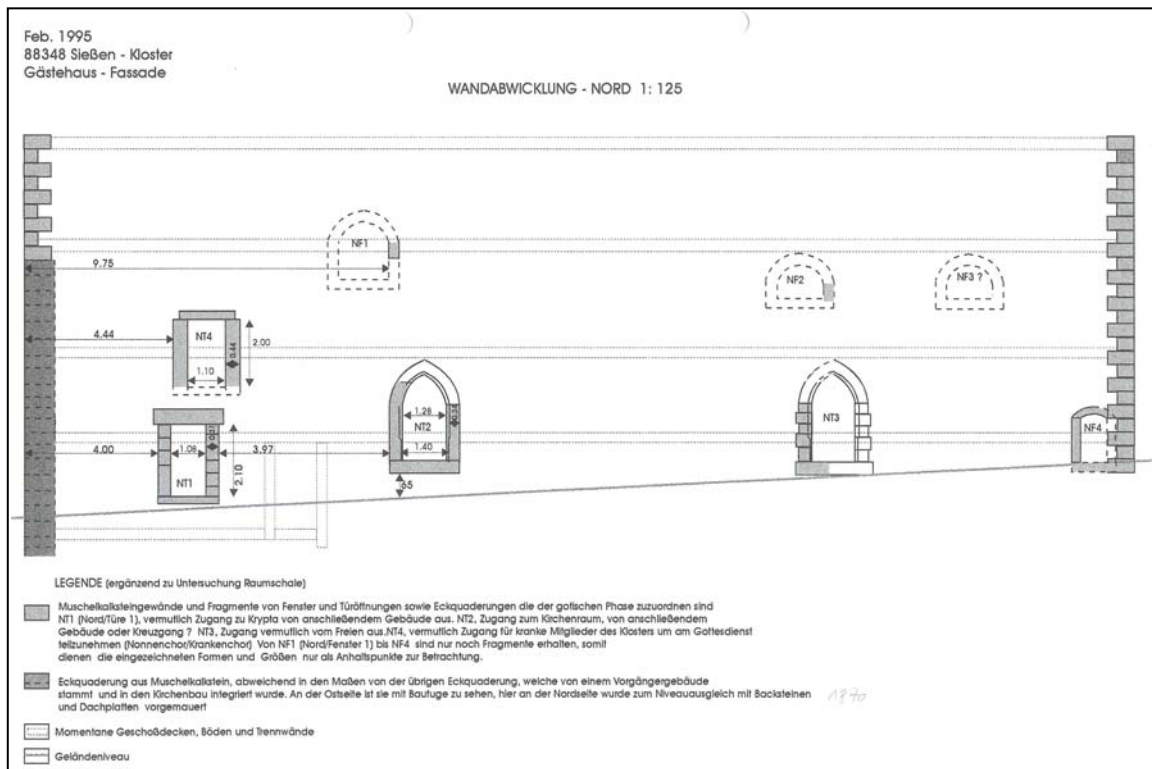 Feb. 1995
88348 Sießen - Kloster
Gästehaus - Fassade
WANDABWICKLUNG - NORD 1: 125
NF1
9.75
NF2
NF3 ?
4.44
NT4
0.44
2.00
1.10
1.28
0.34
NT2
1.40
NT3
NF4
4.00
1.08
0.37
3.97
2.10
NT1
65
LEGENDE (ergänzend zu Untersuchung Raumschale)
Muschelkalksteingewände und Fragmente von Fenster und Türöffnungen sowie Eckquaderungen die der gotischen Phase zuzuordnen sind
NT1 (Nord/Türe 1), vermutlich Zugang zu Krypta von anschließendem Gebäude aus. NT2, Zugang zum Kirchenraum, von anschließendem
Gebäude oder Kreuzgang ? NT3, Zugang vermutlich vom Freien aus.NT4, vermutlich Zugang für kranke Mitglieder des Klosters um am Gottesdienst
teilzunehmen (Nonnenchor/Krankenchor) Von NF1 (Nord/Fenster 1) bis NF4 sind nur noch Fragmente erhalten, somit
dienen die eingezeichneten Formen und Größen nur als Anhaltspunkte zur Betrachtung.
Eckquaderung aus Muschelkalkstein, abweichend in den Maßen von der übrigen Eckquaderung, welche von einem Vorgängergebäude
stammt und in den Kirchenbau integriert wurde. An der Ostseite ist sie mit Baufuge zu sehen, hier an der Nordseite wurde zum Niveauausgleich mit Backsteinen
und Dachplatten vorgemauert
1870
Momentane Geschoßdecken, Böden und Trennwände
Geländeniveau